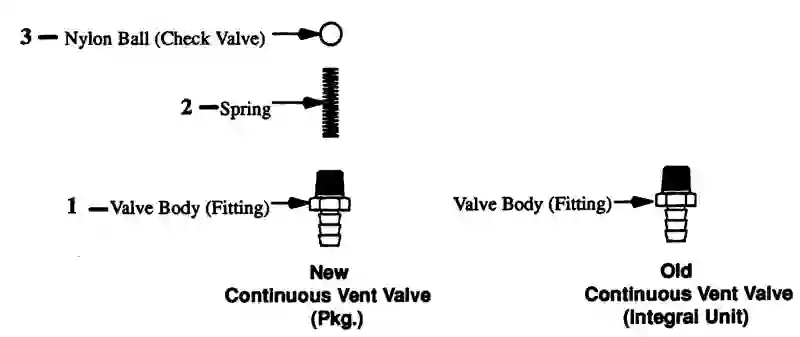 3 — Nylon Ball (Check Valve)
2 — Spring
1 — Valve Body (Fitting)
Valve Body (Fitting)
New
Continuous Vent Valve
(Pkg.)
Old
Continuous Vent Valve
(Integral Unit)